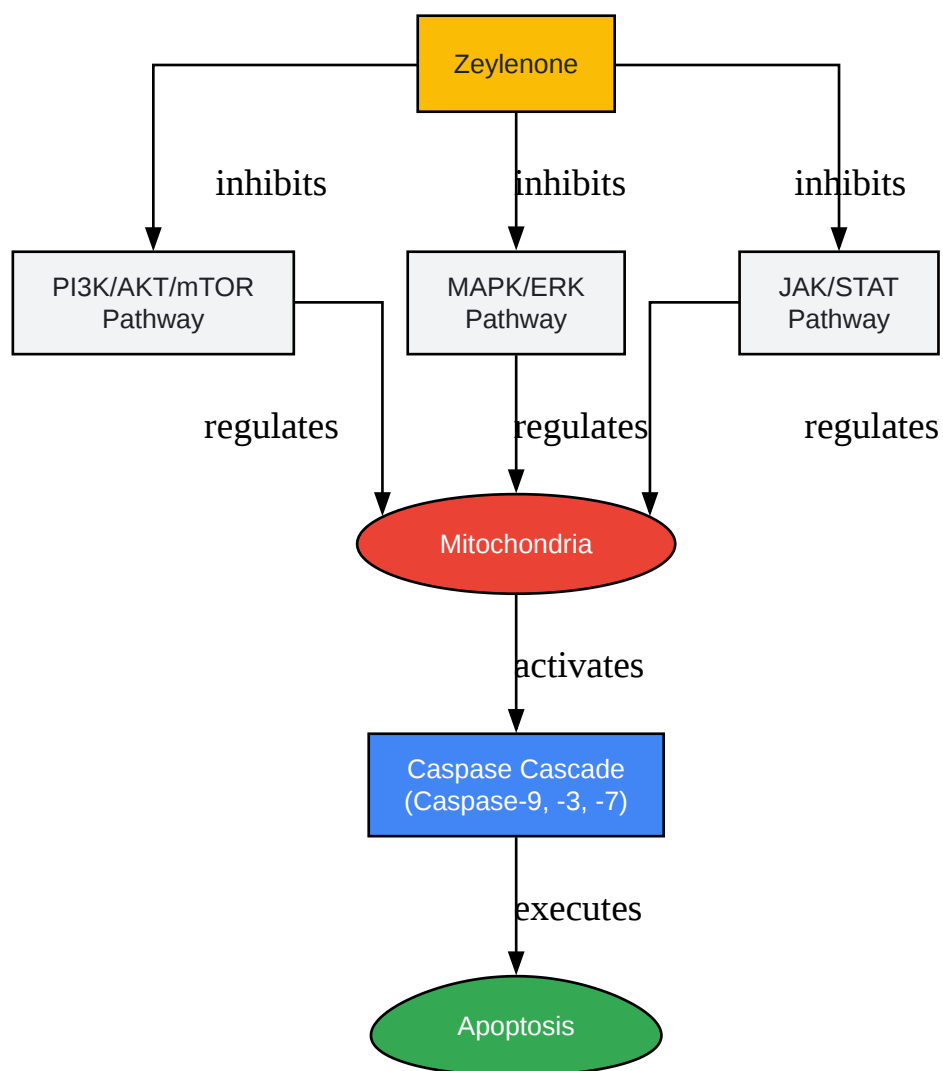 Zeylenone
inhibits
inhibits
inhibits
PI3K/AKT/mTOR
Pathway
MAPK/ERK
Pathway
JAK/STAT
Pathway
regulates
regulates
regulates
Mitochondria
activates
Caspase Cascade
(Caspase-9, -3, -7)
executes
Apoptosis